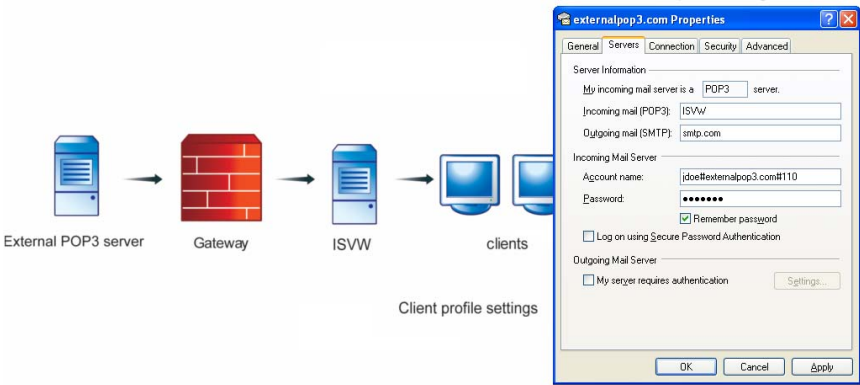 externalpop3.com Properties
General Servers Connection Security Advanced
Server Information
My incoming mail server is a POP3 server.
Incoming mail (POP3): ISVW
Outgoing mail (SMTP): smtp.com
Incoming Mail Server
Account name: jdoe#externalpop3.com#110
Password: •••••••
Remember password
Log on using Secure Password Authentication
Outgoing Mail Server
My server requires authentication Settings...
OK Cancel Apply
External POP3 server Gateway ISVW clients
Client profile settings